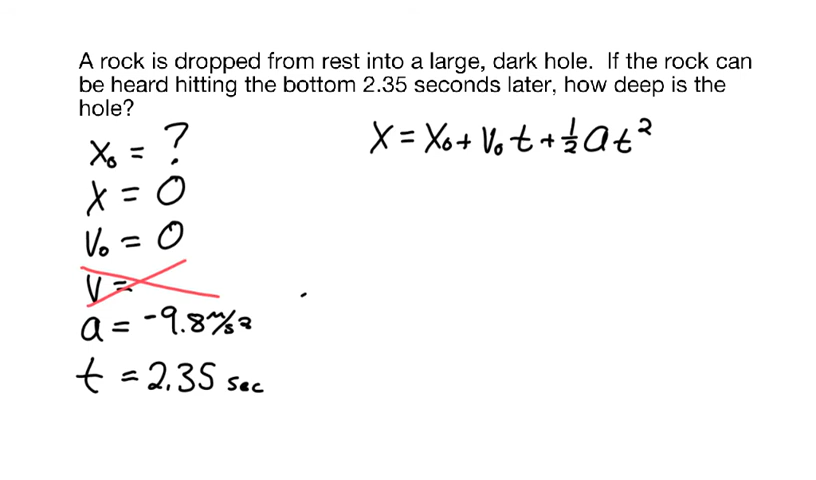 A rock is dropped from rest into a large, dark hole. If the rock can
be heard hitting the bottom 2.35 seconds later, how deep is the
hole?
X₀ = ?
X = X₀ + V₀t + ½at²
X = 0
V₀ = 0
V =
a = -9.8 m/s²
t = 2.35 sec